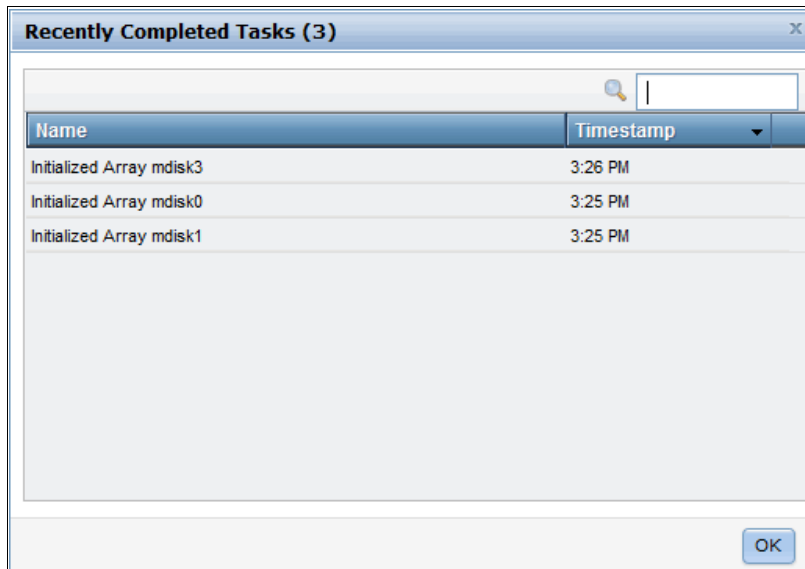 Recently Completed Tasks (3) x
Name Timestamp
Initialized Array mdisk3 3:26 PM
Initialized Array mdisk0 3:25 PM
Initialized Array mdisk1 3:25 PM
OK